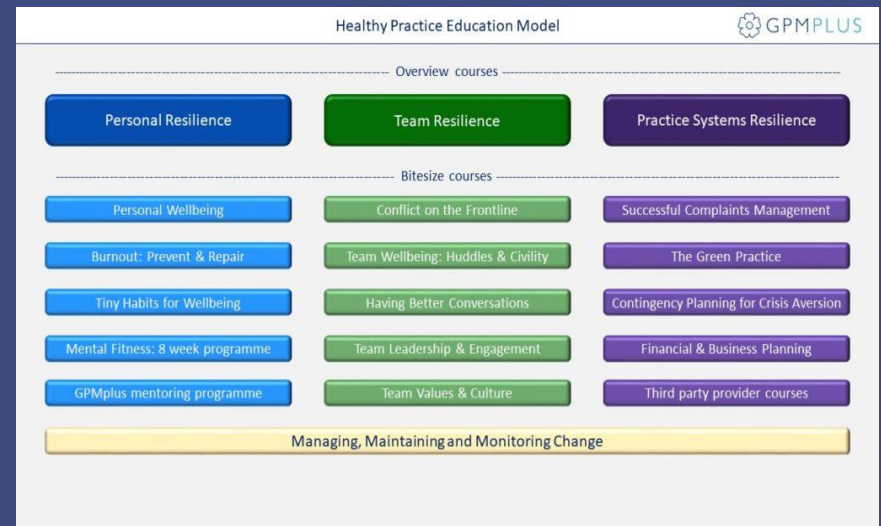 Healthy Practice Education Model
GPMPLUS
Overview courses
Personal Resilience
Team Resilience
Practice Systems Resilience
Bitesize courses
Personal Wellbeing
Conflict on the Frontline
Successful Complaints Management
Burnout: Prevent & Repair
Team Wellbeing: Huddles & Civility
The Green Practice
Tiny Habits for Wellbeing
Having Better Conversations
Contingency Planning for Crisis Aversion
Mental Fitness: 8 week programme
Team Leadership & Engagement
Financial & Business Planning
GPMplus mentoring programme
Team Values & Culture
Third party provider courses
Managing, Maintaining and Monitoring Change